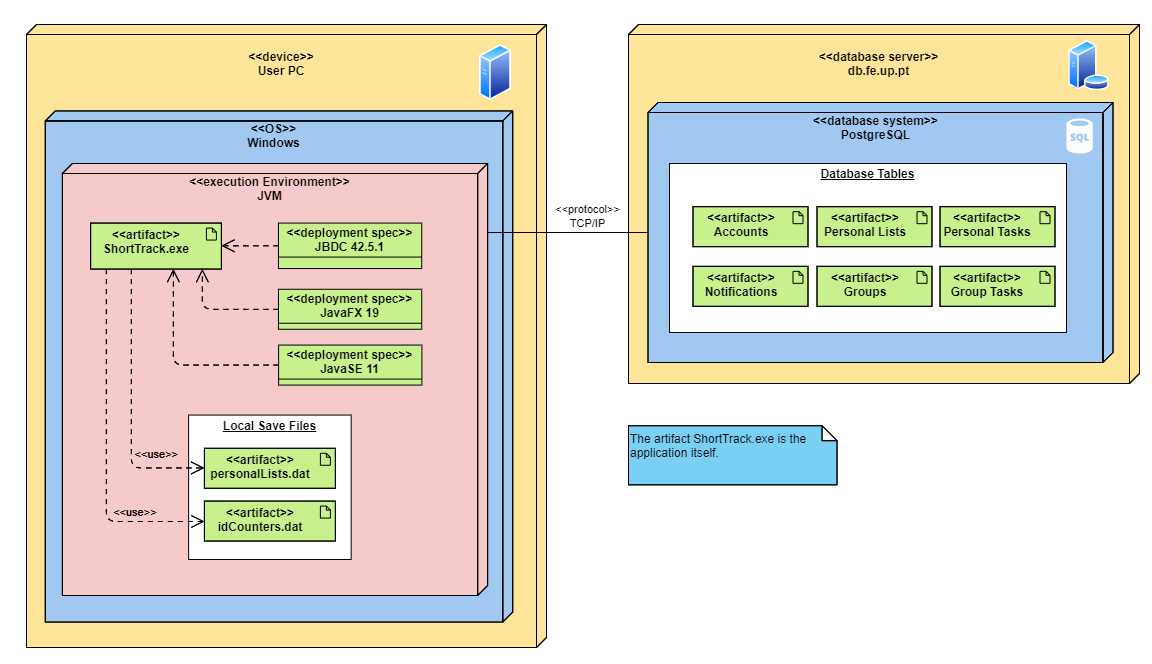 <<device>>
User PC
<<OS>>
Windows
<<execution Environment>>
JVM
<<artifact>>
ShortTrack.exe
<<deployment spec>>
JBDC 42.5.1
<<deployment spec>>
JavaFX 19
<<deployment spec>>
JavaSE 11
Local Save Files
<<use>>
<<artifact>>
personalLists.dat
<<use>>
<<artifact>>
idCounters.dat
<<protocol>>
TCP/IP
<<database server>>
db.fe.up.pt
<<database system>>
PostgreSQL
SQL
Database Tables
<<artifact>>
Accounts
<<artifact>>
Personal Lists
<<artifact>>
Personal Tasks
<<artifact>>
Notifications
<<artifact>>
Groups
<<artifact>>
Group Tasks
The artifact ShortTrack.exe is the
application itself.